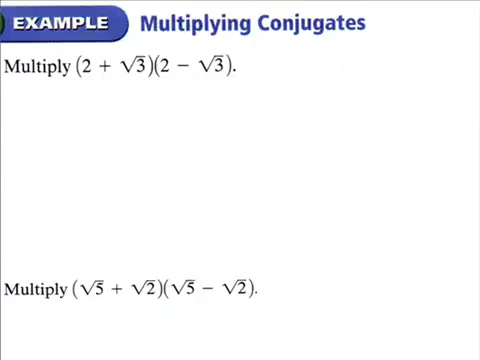 EXAMPLE Multiplying Conjugates
Multiply (2 + √3)(2 − √3).
Multiply (√5 + √2)(√5 − √2).